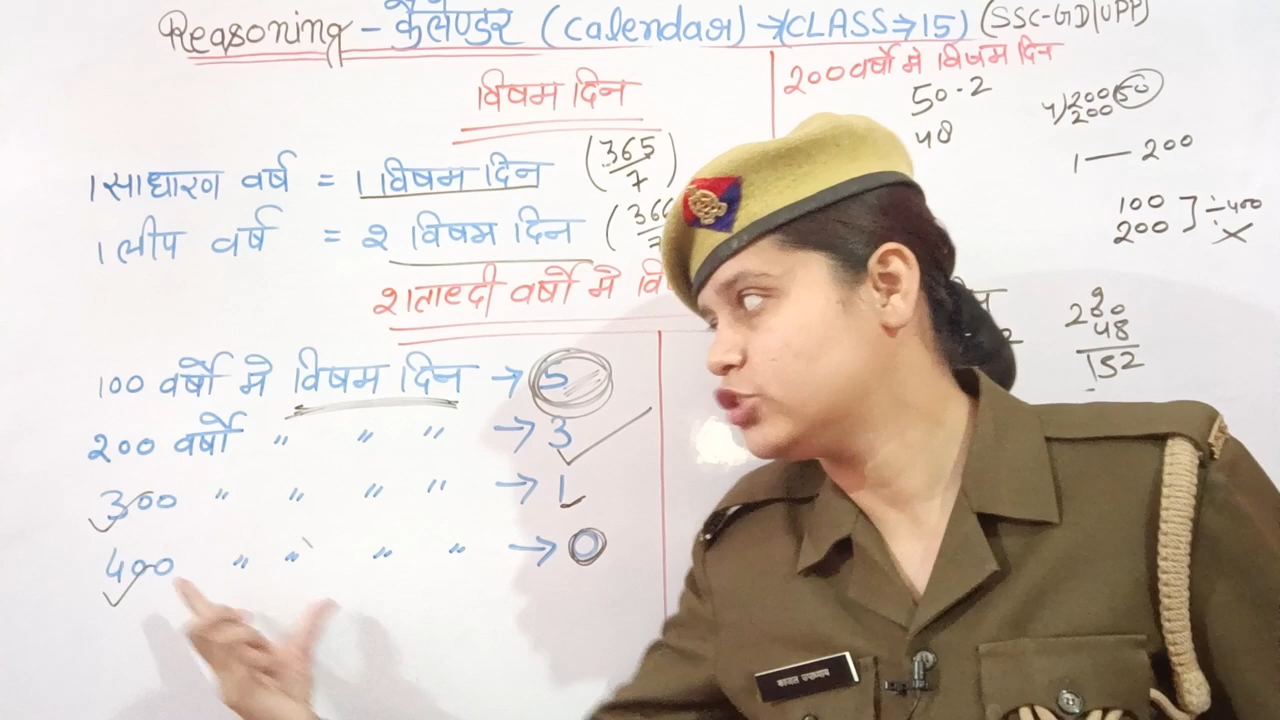 Reasoning - कैलेण्डर (Calendar) → (CLASS → 15) (SSC-GD|UPP)
विषम दिन
1 साधारण वर्ष = 1 विषम दिन (365/7)
1 लीप वर्ष = 2 विषम दिन (366/7
शताब्दी वर्षो मे वि
100 वर्षो मे विषम दिन → 5
200 वर्षो " " " → 3
300 " " " " → 1
400 " " " " → 0
200 वर्षो मे विषम दिन
50-2
48
4)200(50
200
1 — 200
100
200 ] ÷ 400
÷ X
48
152